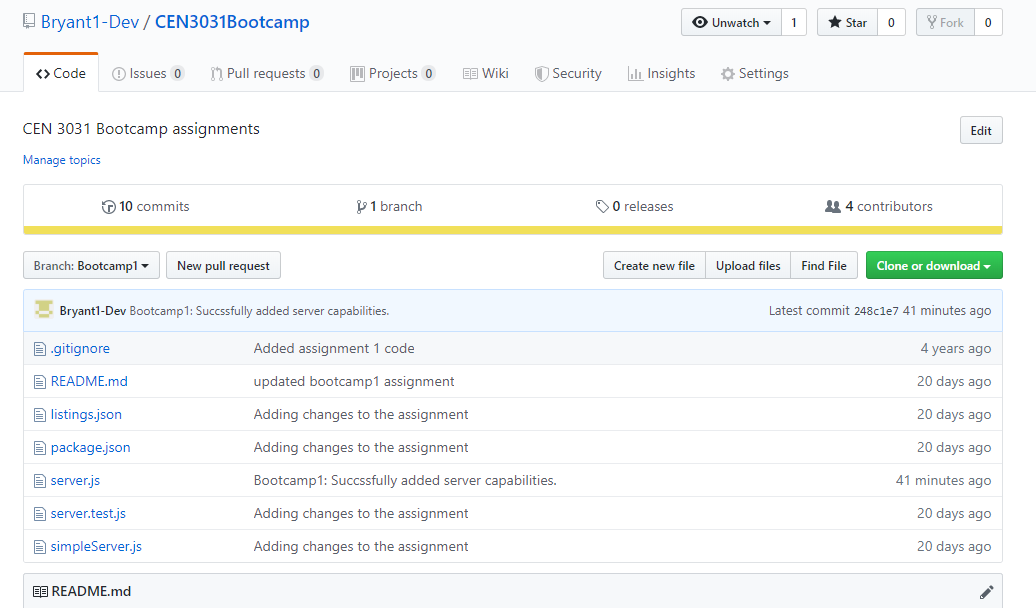 Bryant1-Dev / CEN3031Bootcamp Unwatch 1 Star 0 Fork 0
Code Issues 0 Pull requests 0 Projects 0 Wiki Security Insights Settings
CEN 3031 Bootcamp assignments Edit
Manage topics
10 commits 1 branch 0 releases 4 contributors
Branch: Bootcamp1 New pull request Create new file Upload files Find File Clone or download
Bryant1-Dev Bootcamp1: Succssfully added server capabilities. Latest commit 248c1e7 41 minutes ago
.gitignore Added assignment 1 code 4 years ago
README.md updated bootcamp1 assignment 20 days ago
listings.json Adding changes to the assignment 20 days ago
package.json Adding changes to the assignment 20 days ago
server.js Bootcamp1: Succssfully added server capabilities. 41 minutes ago
server.test.js Adding changes to the assignment 20 days ago
simpleServer.js Adding changes to the assignment 20 days ago
README.md